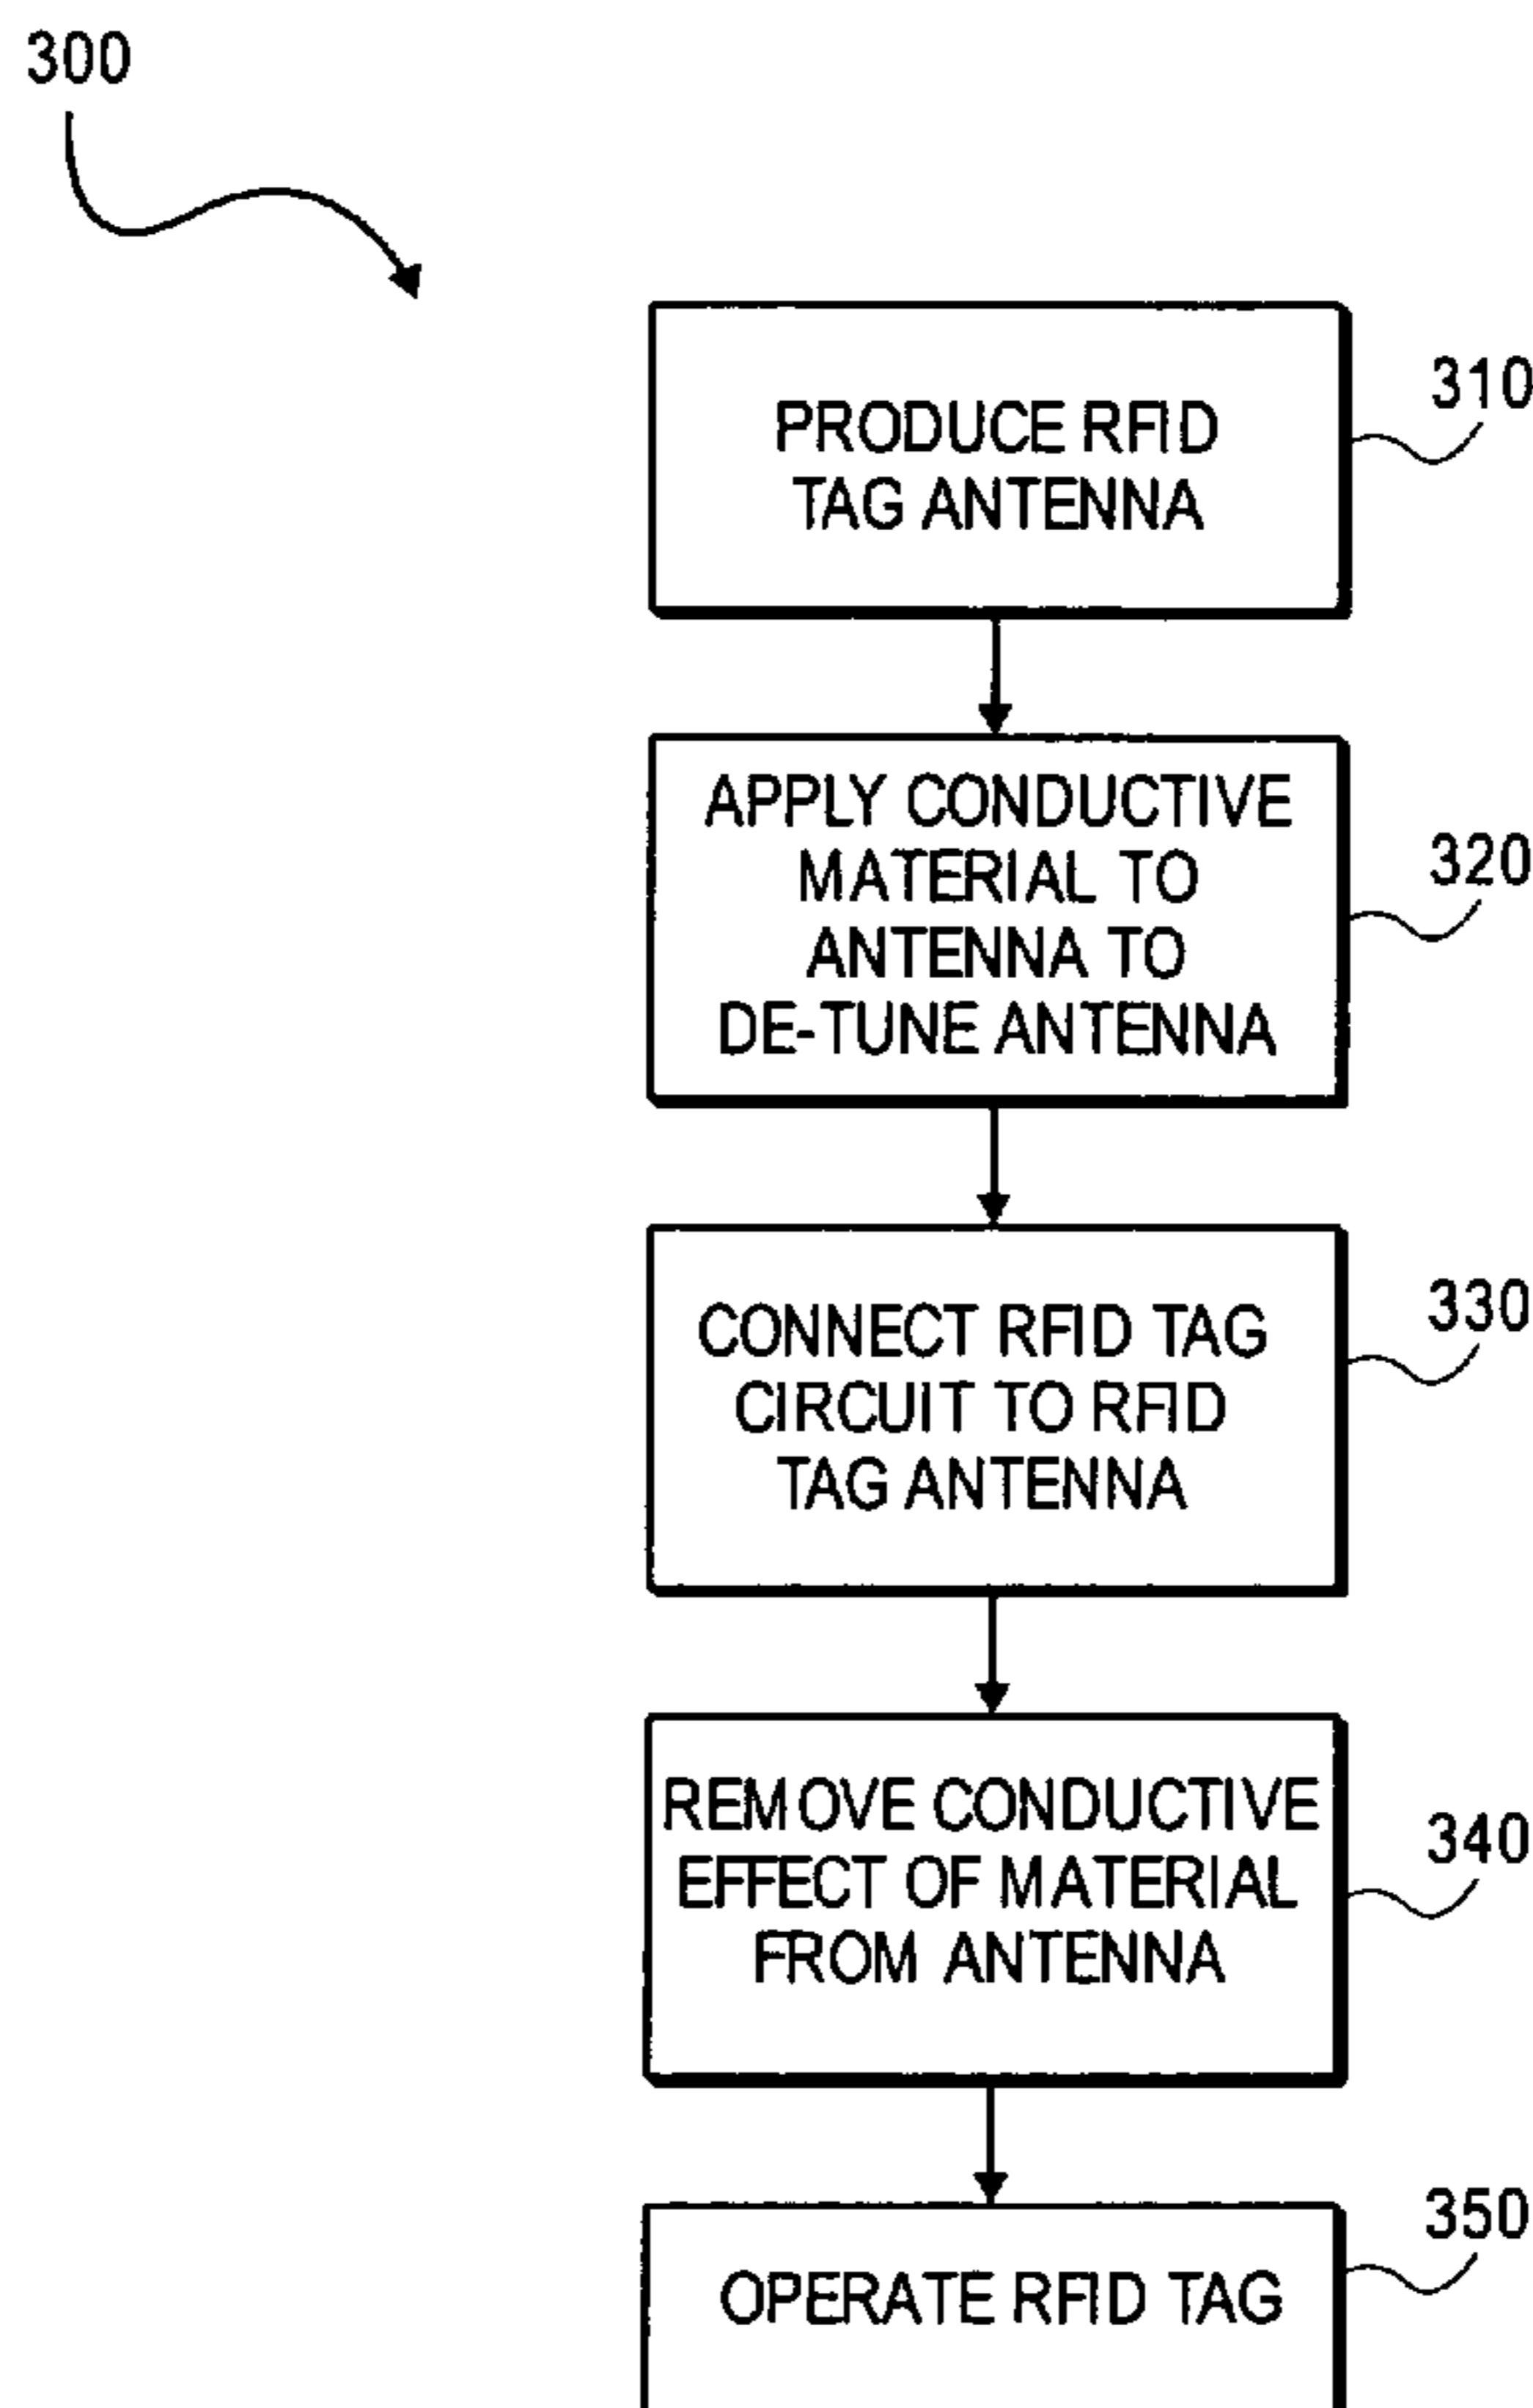 300
PRODUCE RFID
TAG ANTENNA
310
APPLY CONDUCTIVE
MATERIAL TO
ANTENNA TO
DE-TUNE ANTENNA
320
CONNECT RFID TAG
CIRCUIT TO RFID
TAG ANTENNA
330
REMOVE CONDUCTIVE
EFFECT OF MATERIAL
FROM ANTENNA
340
OPERATE RFID TAG
350